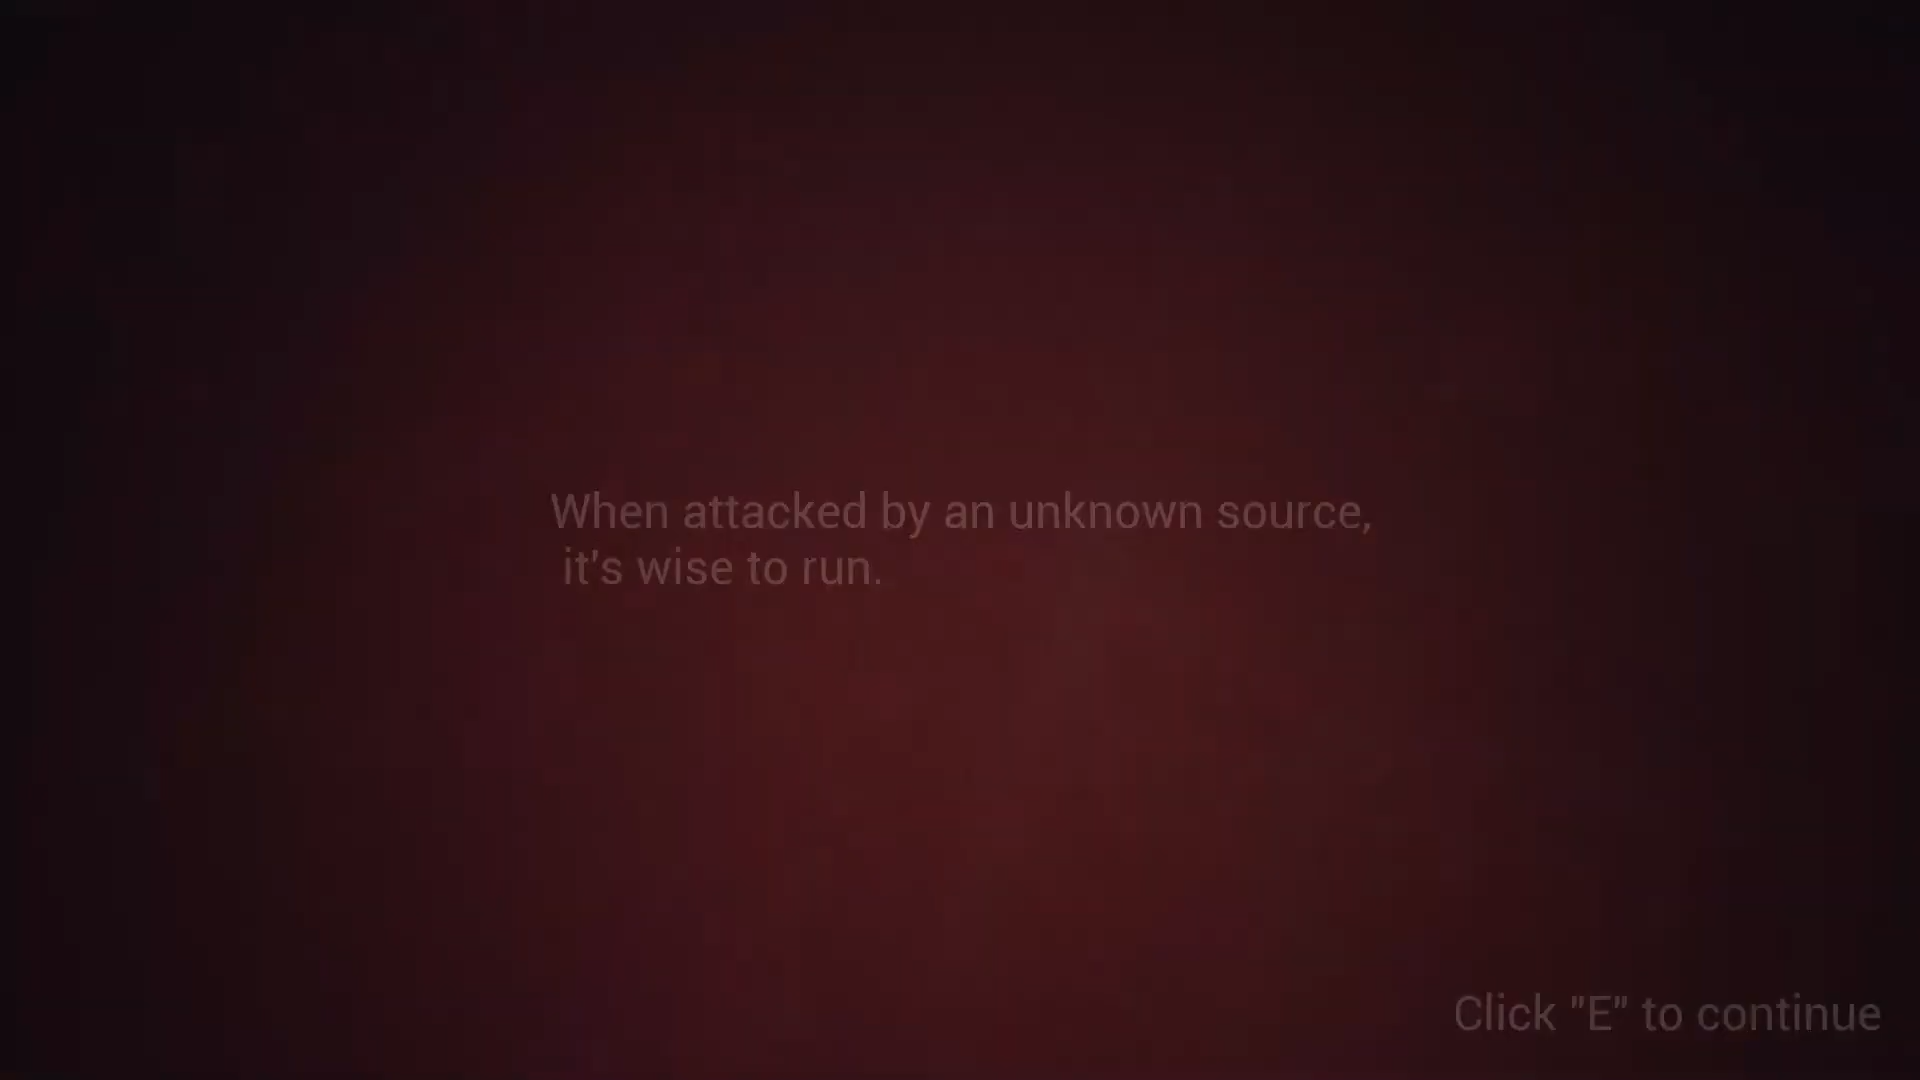 When attacked by an unknown source,
it's wise to run.
Click "E" to continue